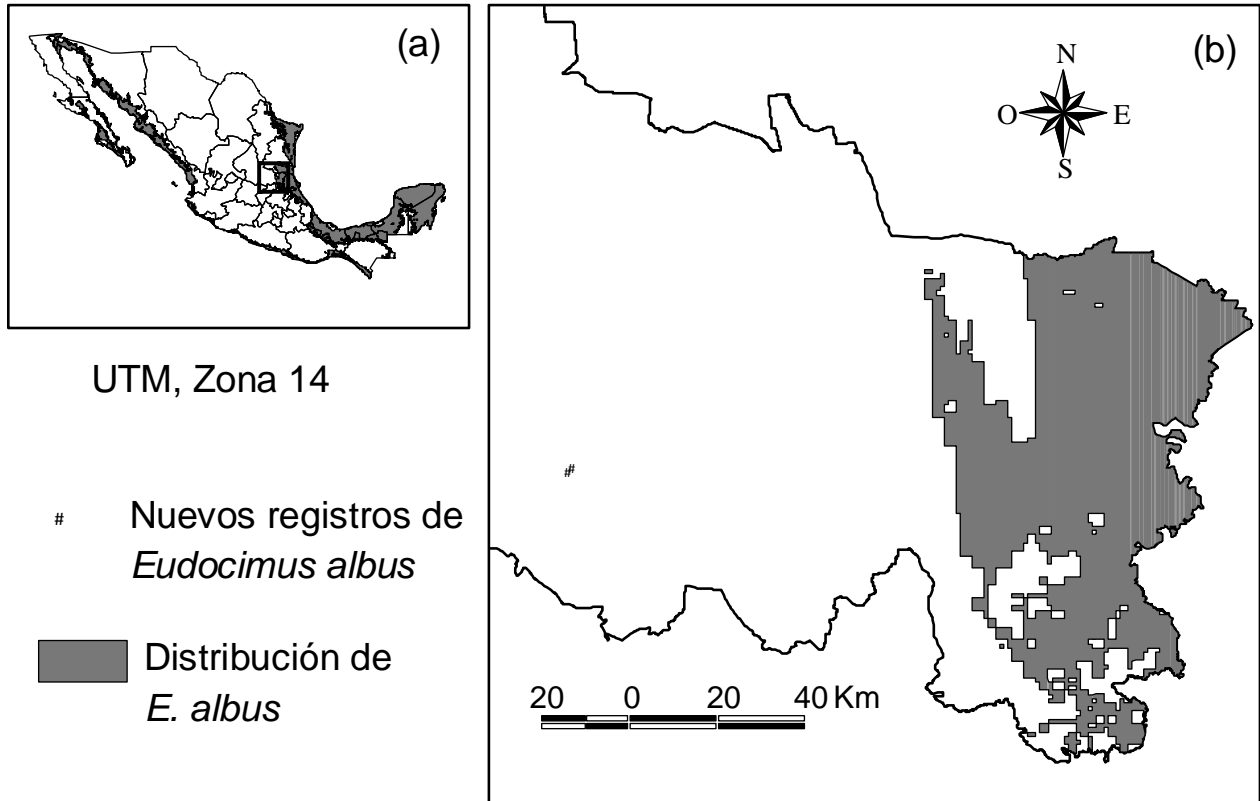 (a)
UTM, Zona 14
# Nuevos registros de
Eudocimus albus
Distribución de
E. albus
(b)
N
O E
S
##
20 0 20 40 Km